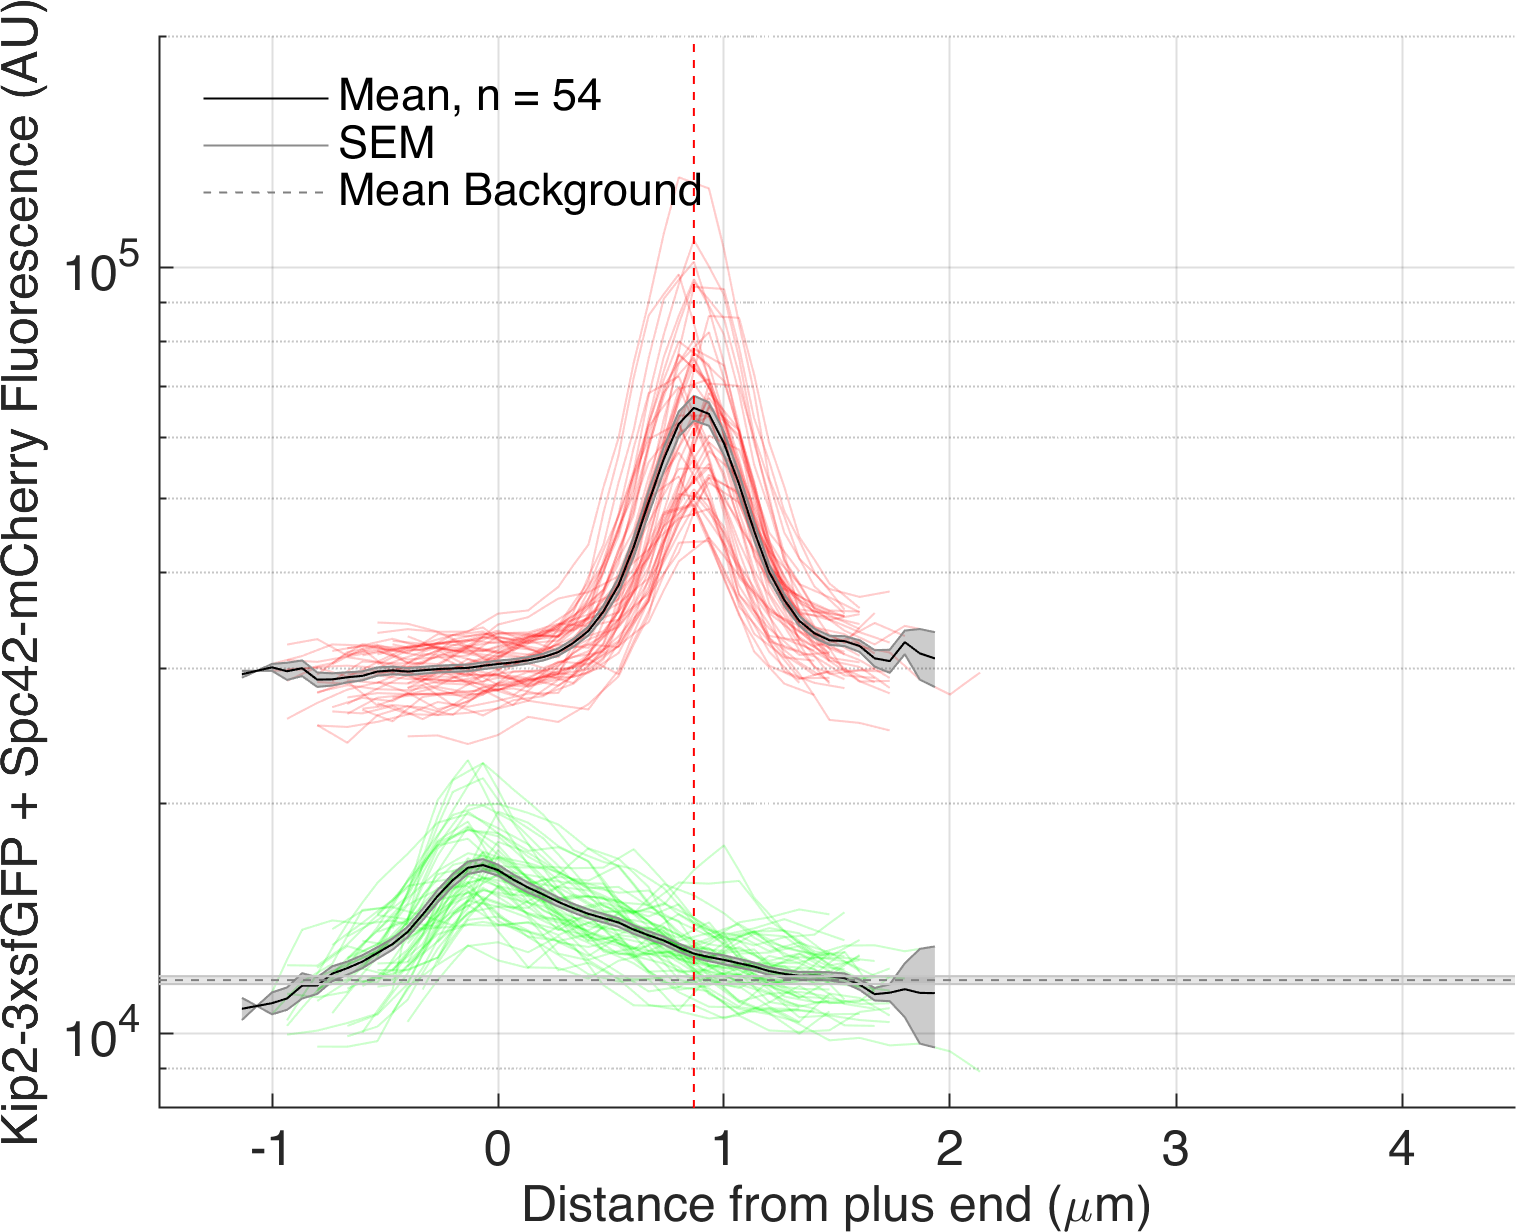 Kip2-3xsfGFP + Spc42-mCherry Fluorescence (AU)
Mean, n = 54
SEM
Mean Background
10^5
10^4
-1 0 1 2 3 4
Distance from plus end (μm)